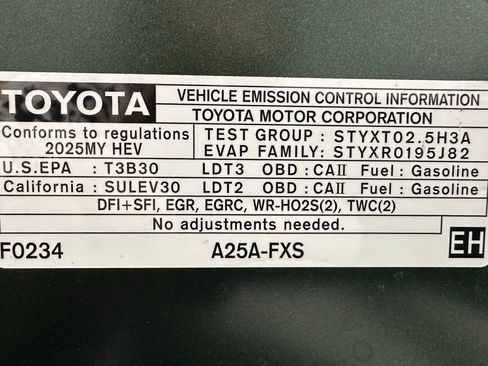 TOYOTA VEHICLE EMISSION CONTROL INFORMATION
TOYOTA MOTOR CORPORATION
Conforms to regulations TEST GROUP : STYXT02.5H3A
2025MY HEV EVAP FAMILY: STYXR0195J82
U.S.EPA : T3B30 LDT3 OBD : CAII Fuel : Gasoline
California : SULEV30 LDT2 OBD : CAII Fuel : Gasoline
DFI+SFI, EGR, EGRC, WR-HO2S(2), TWC(2)
No adjustments needed.
F0234 A25A-FXS EH